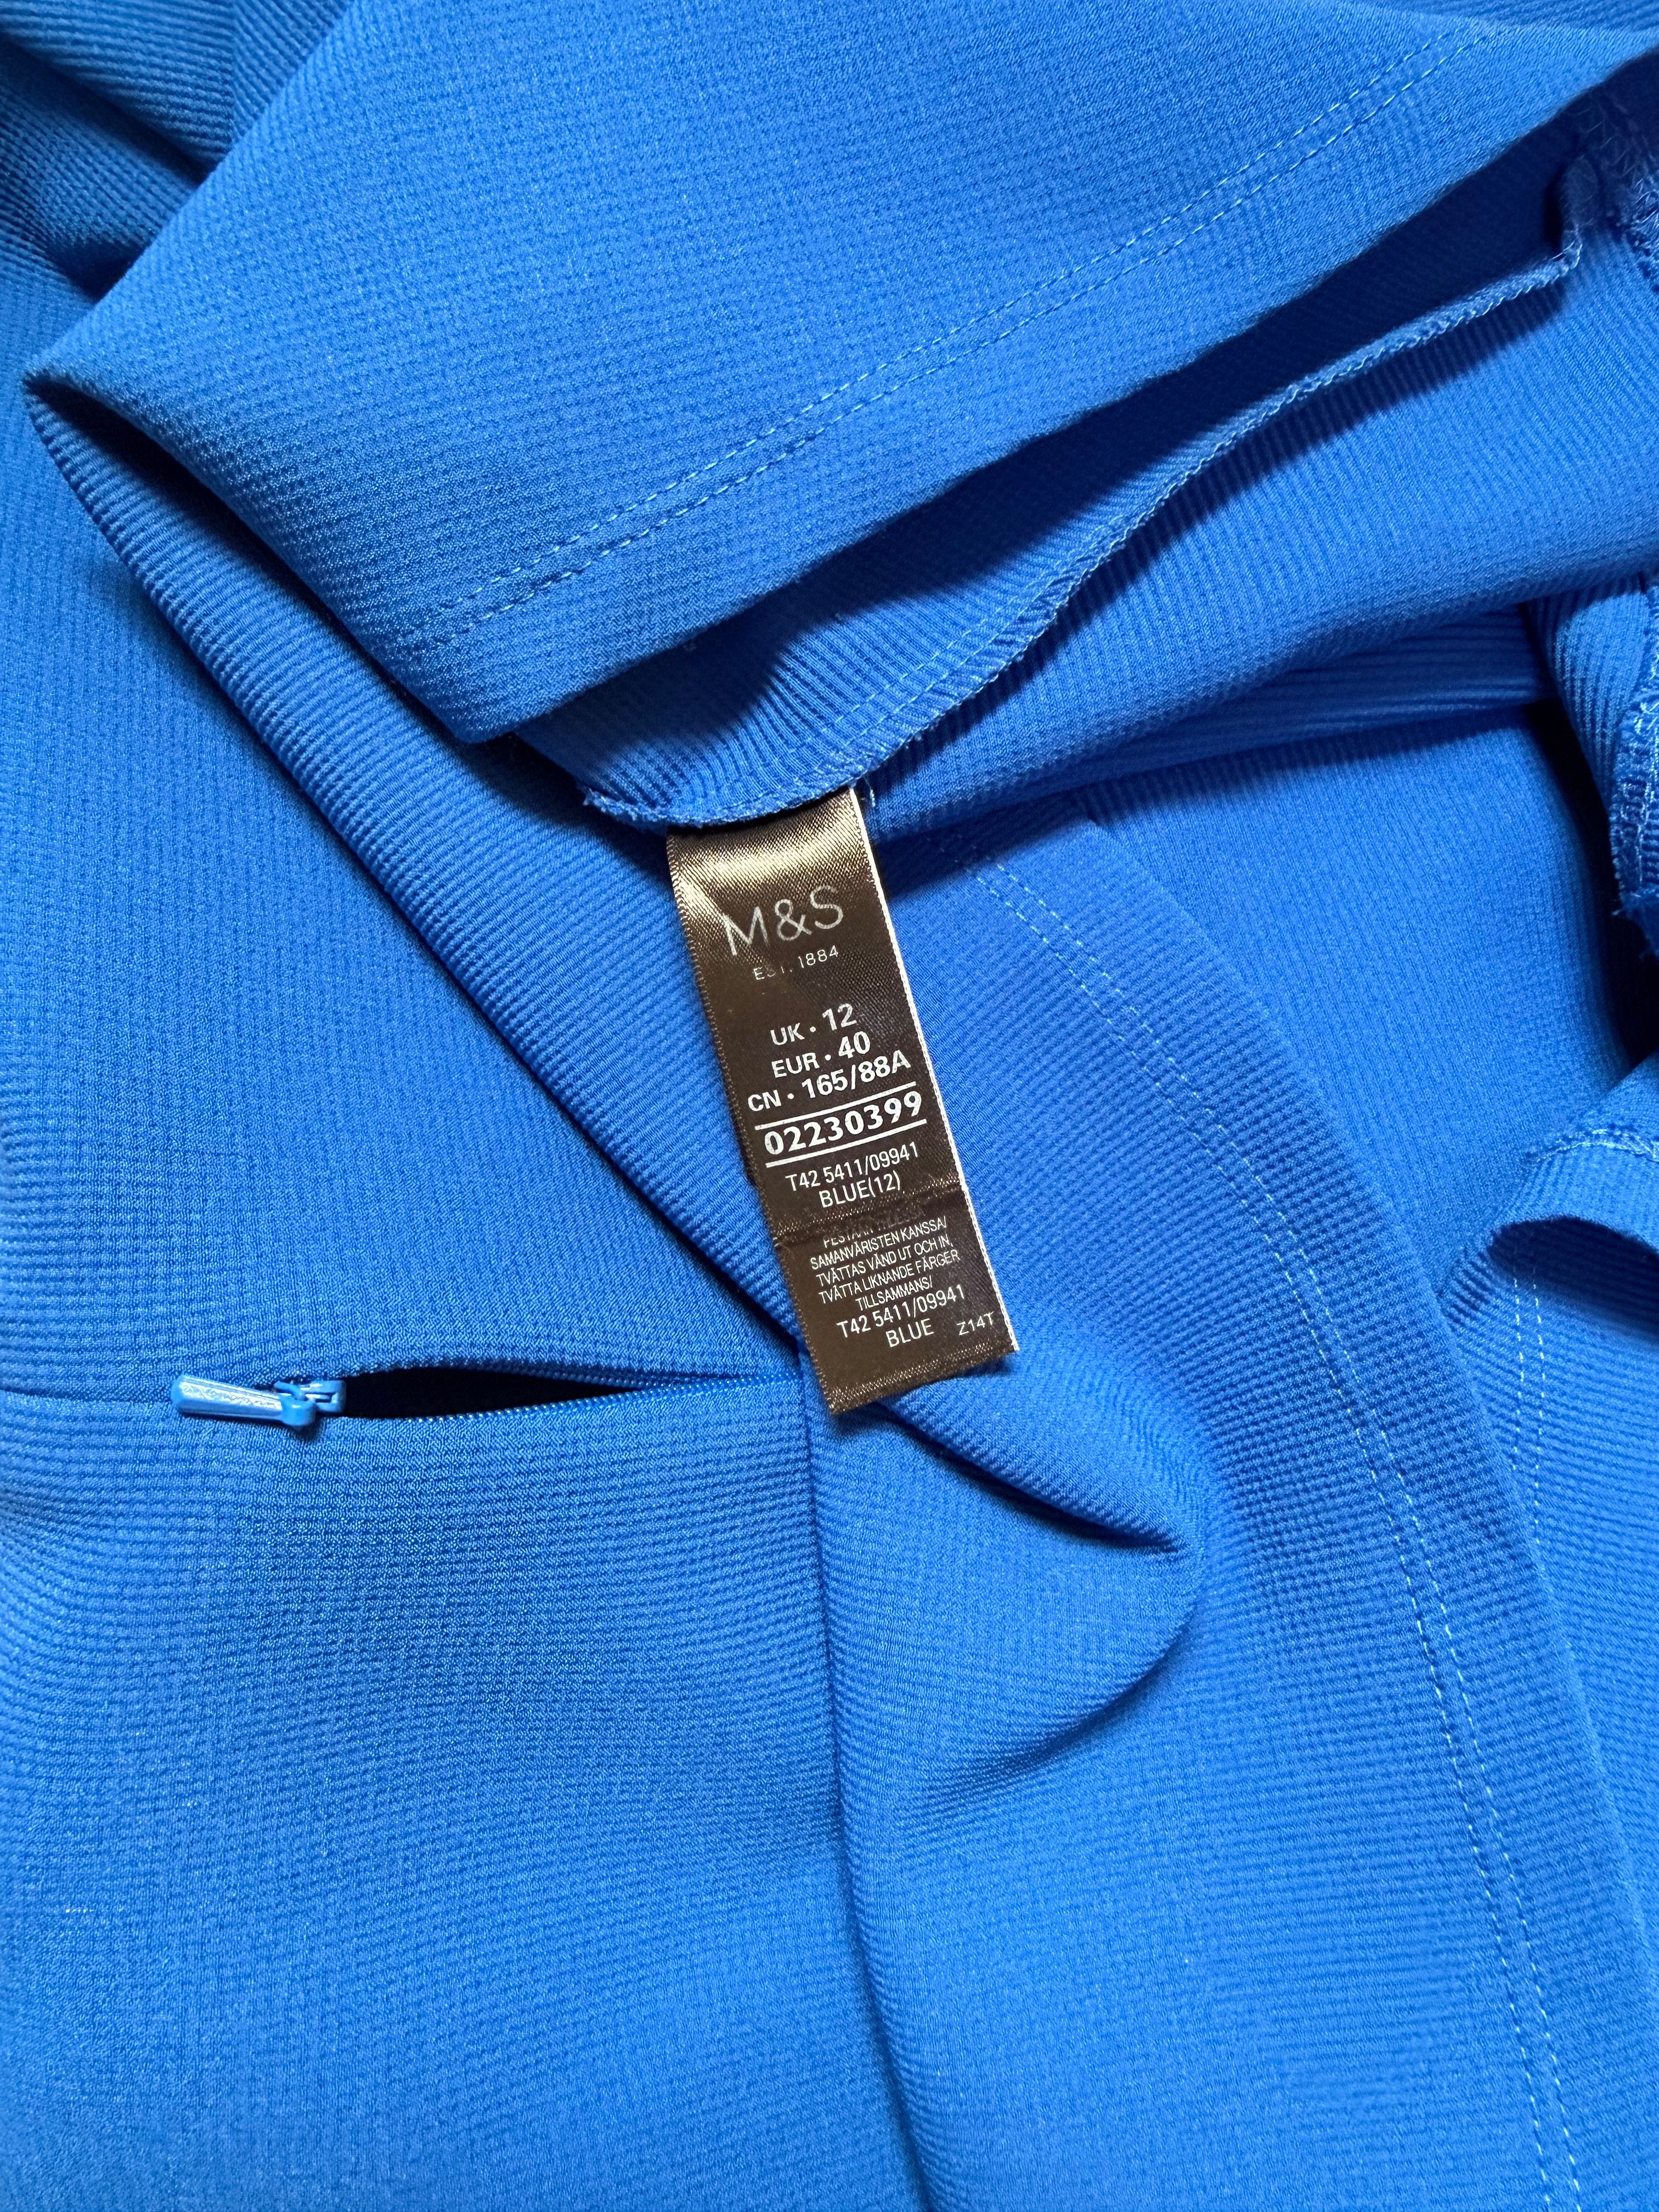 M&S
EST. 1884
UK · 12
EUR · 40
CN · 165/88A
02230399
T42 5411/09941
BLUE(12)
SAMANVÄRISTEN KANSSA/
TVÄTTAS VÄND UT OCH IN,
TVÄTTA LIKNANDE FÄRGER
TILLSAMMANS/
T42 5411/09941
BLUE Z14T